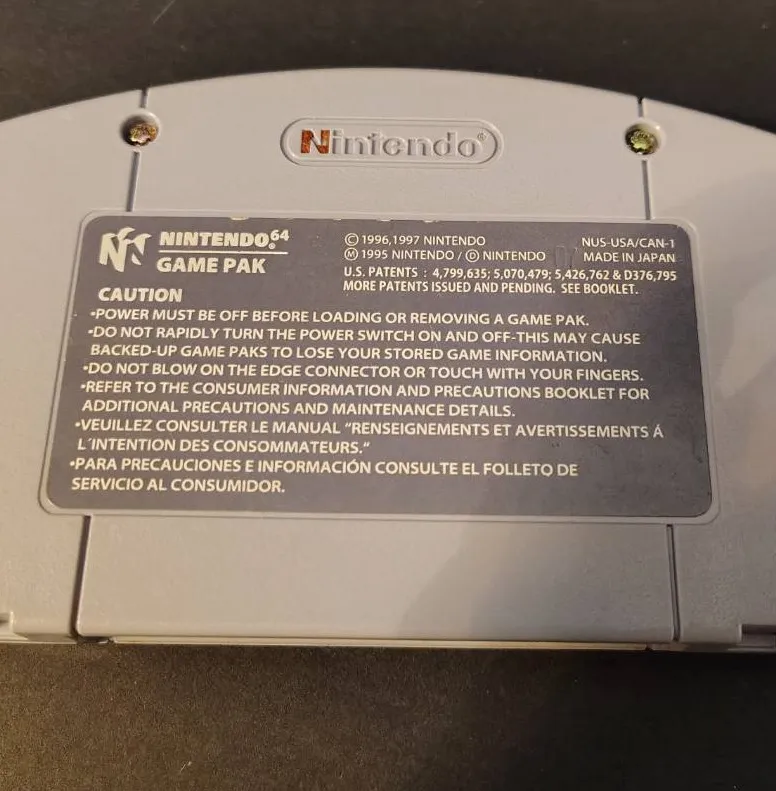 Nintendo®
NINTENDO64
GAME PAK
© 1996,1997 NINTENDO
Ⓜ 1995 NINTENDO / Ⓓ NINTENDO
NUS-USA/CAN-1
MADE IN JAPAN
U.S. PATENTS : 4,799,635; 5,070,479; 5,426,762 & D376,795
MORE PATENTS ISSUED AND PENDING. SEE BOOKLET.
CAUTION
•POWER MUST BE OFF BEFORE LOADING OR REMOVING A GAME PAK.
•DO NOT RAPIDLY TURN THE POWER SWITCH ON AND OFF-THIS MAY CAUSE
BACKED-UP GAME PAKS TO LOSE YOUR STORED GAME INFORMATION.
•DO NOT BLOW ON THE EDGE CONNECTOR OR TOUCH WITH YOUR FINGERS.
•REFER TO THE CONSUMER INFORMATION AND PRECAUTIONS BOOKLET FOR
ADDITIONAL PRECAUTIONS AND MAINTENANCE DETAILS.
•VEUILLEZ CONSULTER LE MANUAL "RENSEIGNEMENTS ET AVERTISSEMENTS Á
L'INTENTION DES CONSOMMATEURS."
•PARA PRECAUCIONES E INFORMACIÓN CONSULTE EL FOLLETO DE
SERVICIO AL CONSUMIDOR.